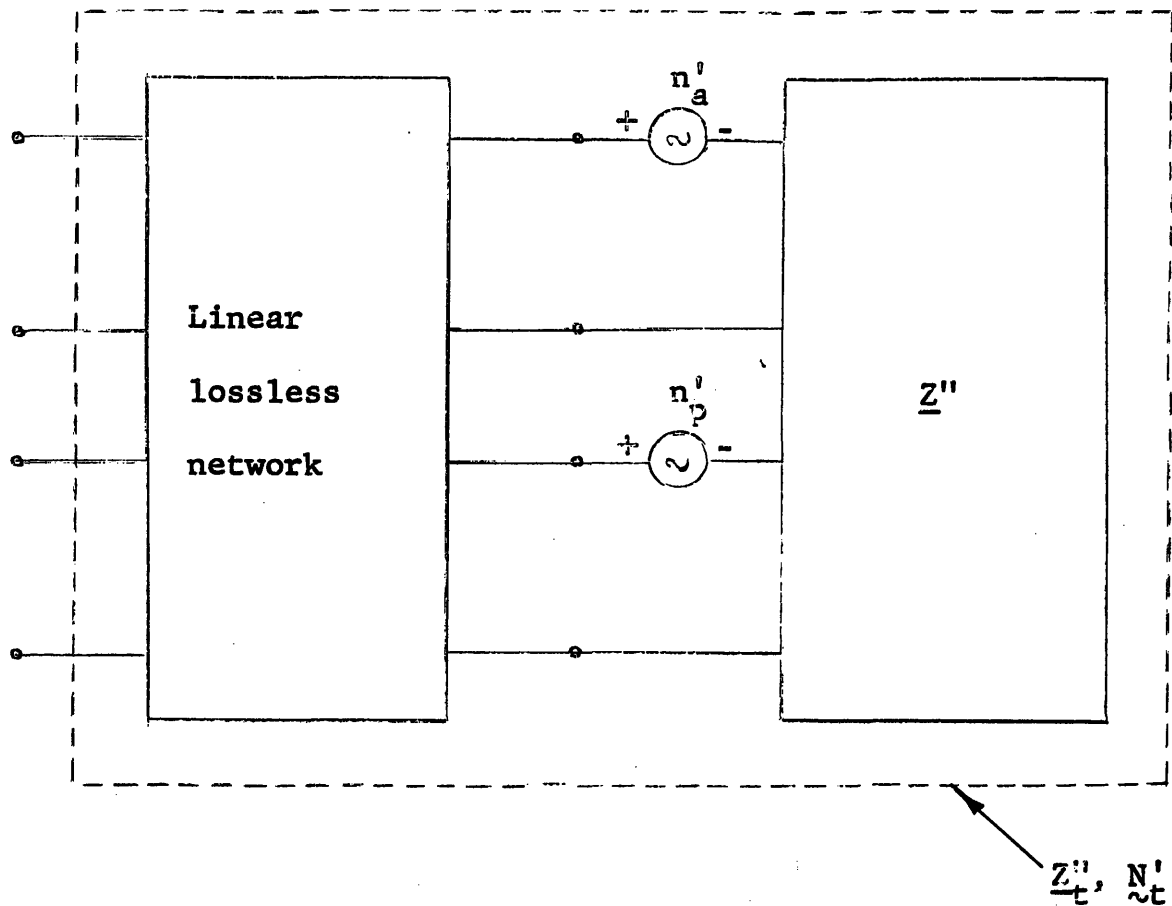 n'a
+ -
Linear
lossless
network
n'p
+ -
Z"
Z"t, N't